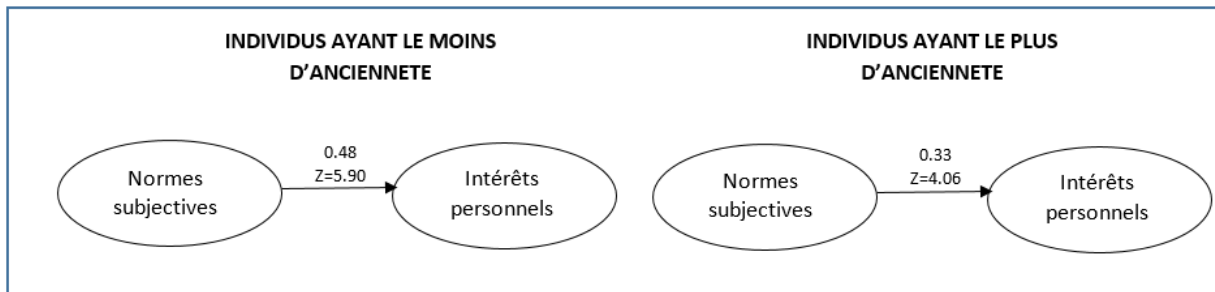 INDIVIDUS AYANT LE MOINS
D'ANCIENNETE
0.48
Z=5.90
Normes
subjectives
Intérêts
personnels
INDIVIDUS AYANT LE PLUS
D'ANCIENNETE
0.33
Z=4.06
Normes
subjectives
Intérêts
personnels